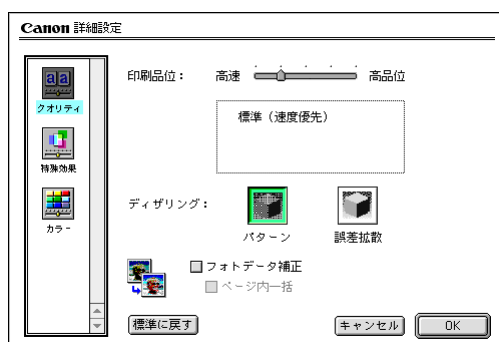 Canon 詳細設定
クオリティ
特殊効果
カラー
印刷品位： 高速 高品位
標準（速度優先）
ディザリング：
パターン 誤差拡散
フォトデータ補正
ページ内一括
標準に戻す キャンセル OK